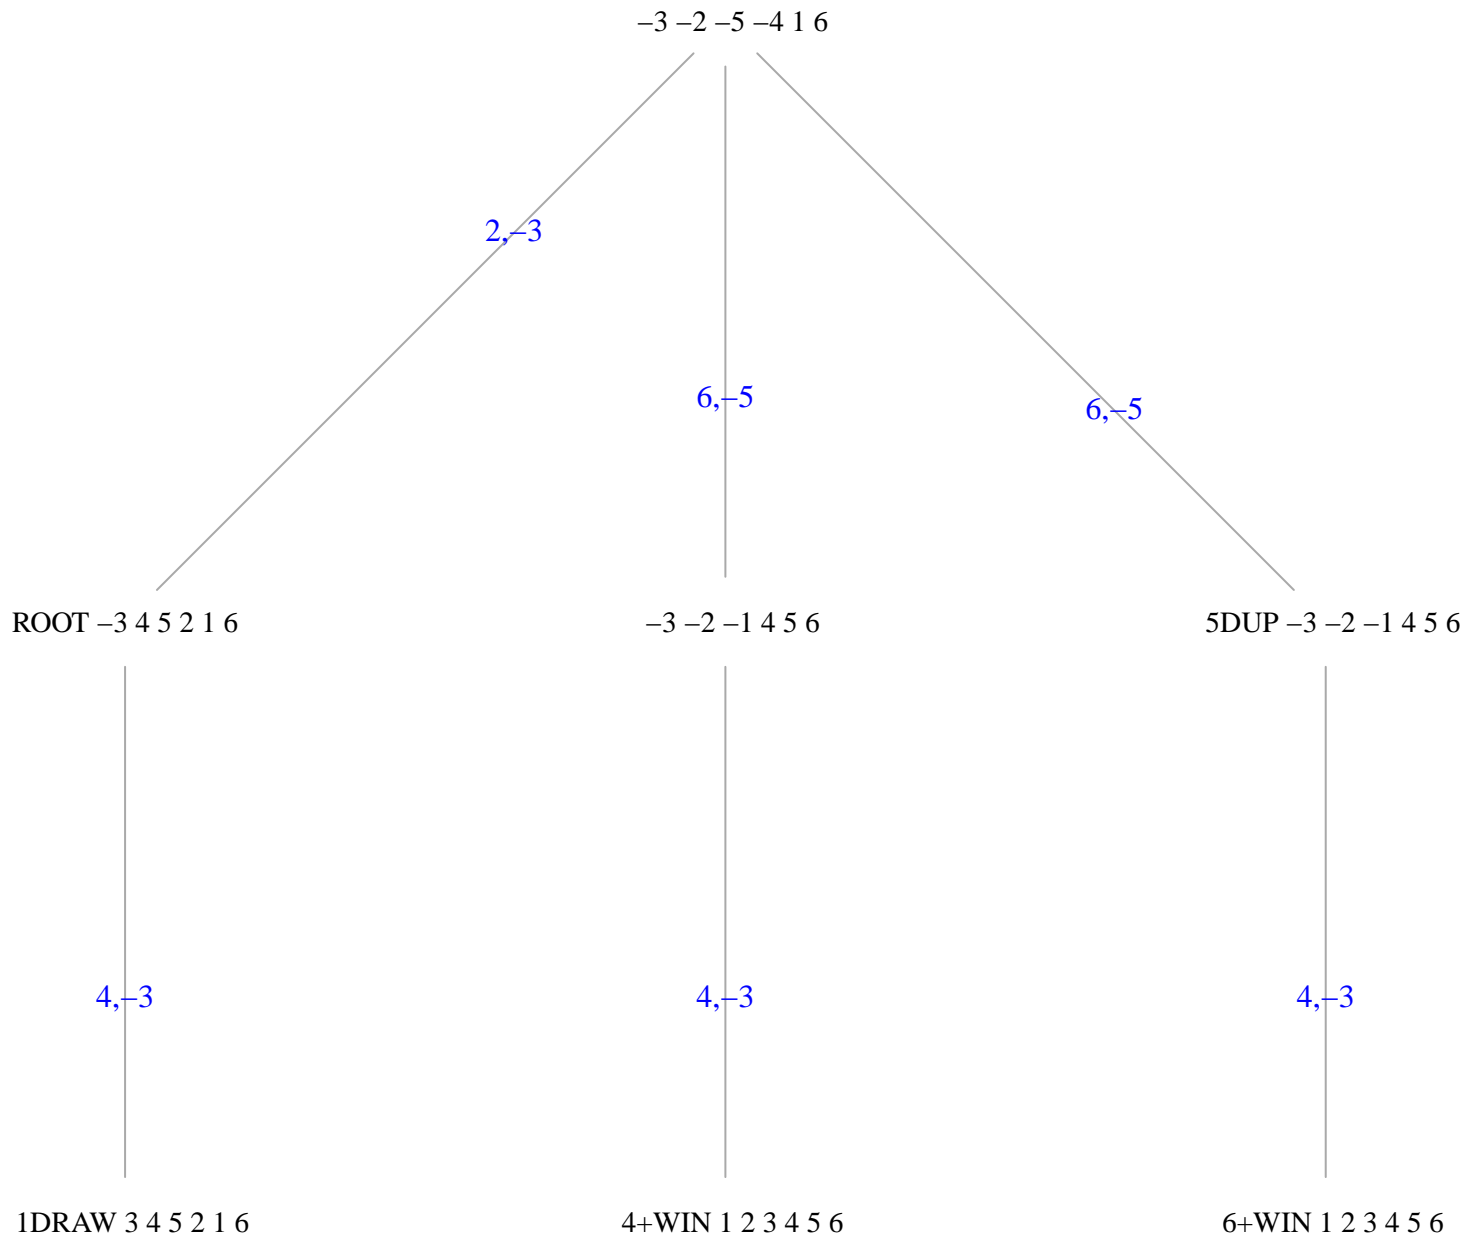 –3 –2 –5 –4 1 6
2,–3
6,–5
6,–5
ROOT –3 4 5 2 1 6
–3 –2 –1 4 5 6
5DUP –3 –2 –1 4 5 6
4,–3
4,–3
4,–3
1DRAW 3 4 5 2 1 6
4+WIN 1 2 3 4 5 6
6+WIN 1 2 3 4 5 6